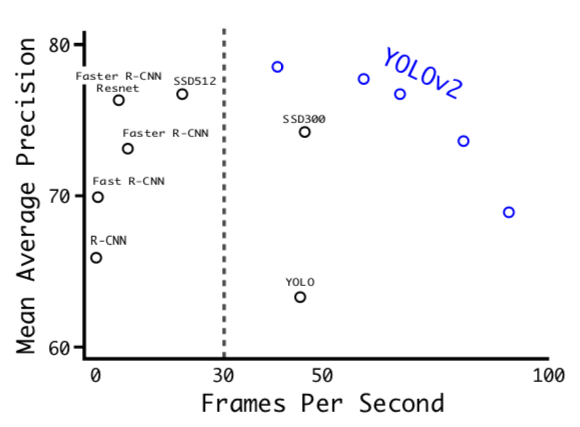 80
Faster R-CNN
Resnet
SSD512
YOLOv2
SSD300
Faster R-CNN
70
Fast R-CNN
R-CNN
YOLO
60
0 30 50 100
Mean Average Precision
Frames Per Second